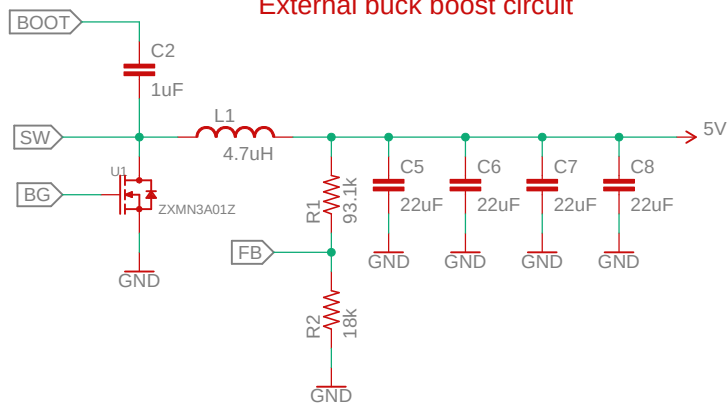 External buck boost circuit
BOOT
C2
1uF
SW
L1
4.7uH
5V
U1
BG
ZXMN3A01Z
GND
R1
93.1k
C5
22uF
GND
C6
22uF
GND
C7
22uF
GND
C8
22uF
GND
FB
R2
18k
GND